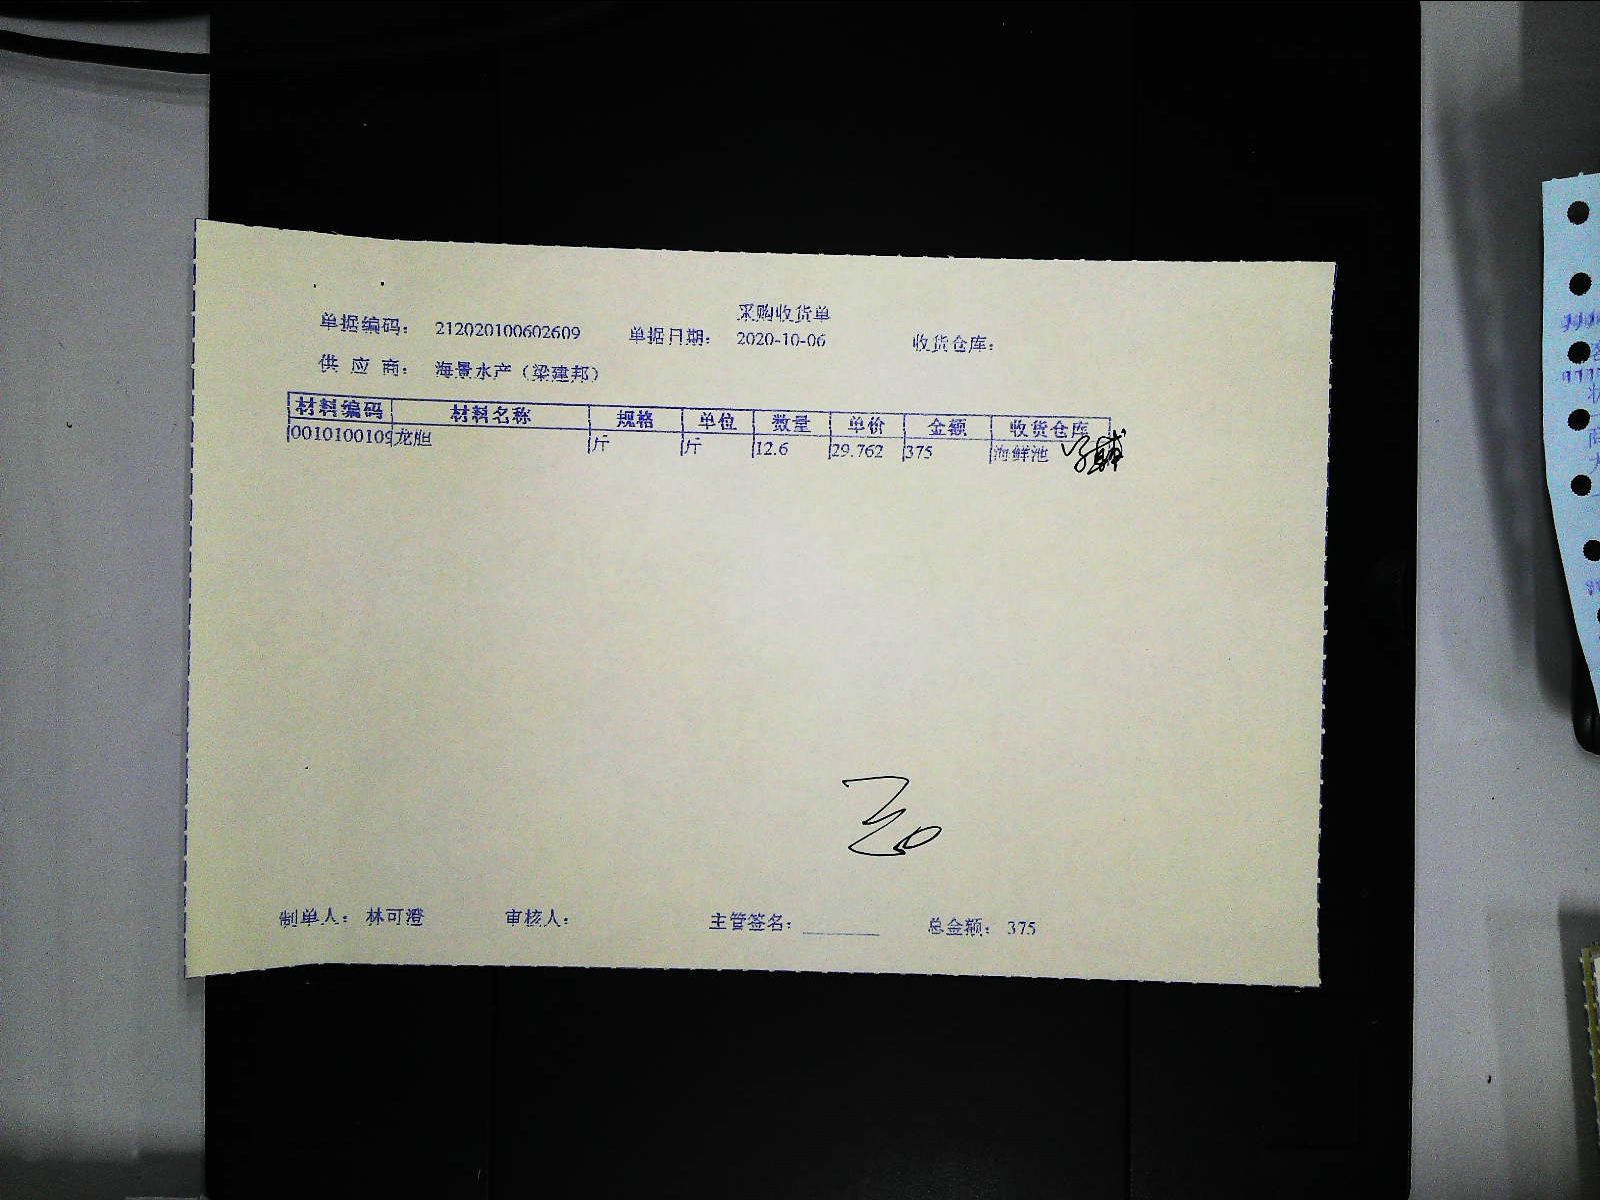 采购收货单
单据编码： 212020100602609 单据日期： 2020-10-06 收货仓库：
供 应 商： 海景水产（梁建邦）
材料编码 材料名称 规格 单位 数量 单价 金额 收货仓库
0010100109 龙胆 斤 斤 12.6 29.762 375 海鲜池
制单人： 林可澄 审核人： 主管签名： 总金额： 375